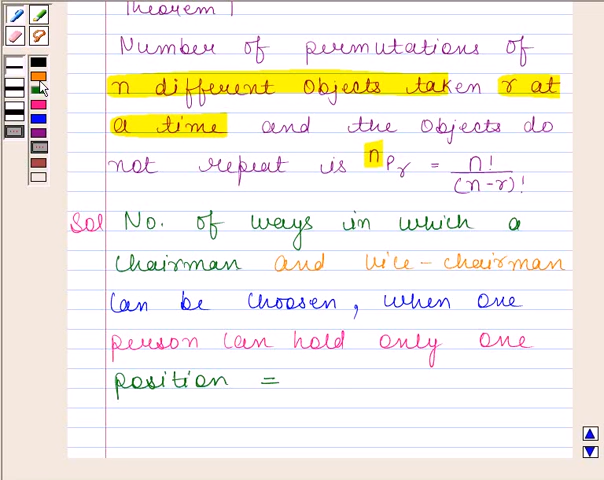 Theorem 1
Number of permutations of
n different Objects taken r at
a time and the Objects do
not repeat is nPr = n!/(n-r)!
Sol No. of ways in which a
Chairman and Vice-Chairman
Can be Choosen, when one
person Can hold only one
position =